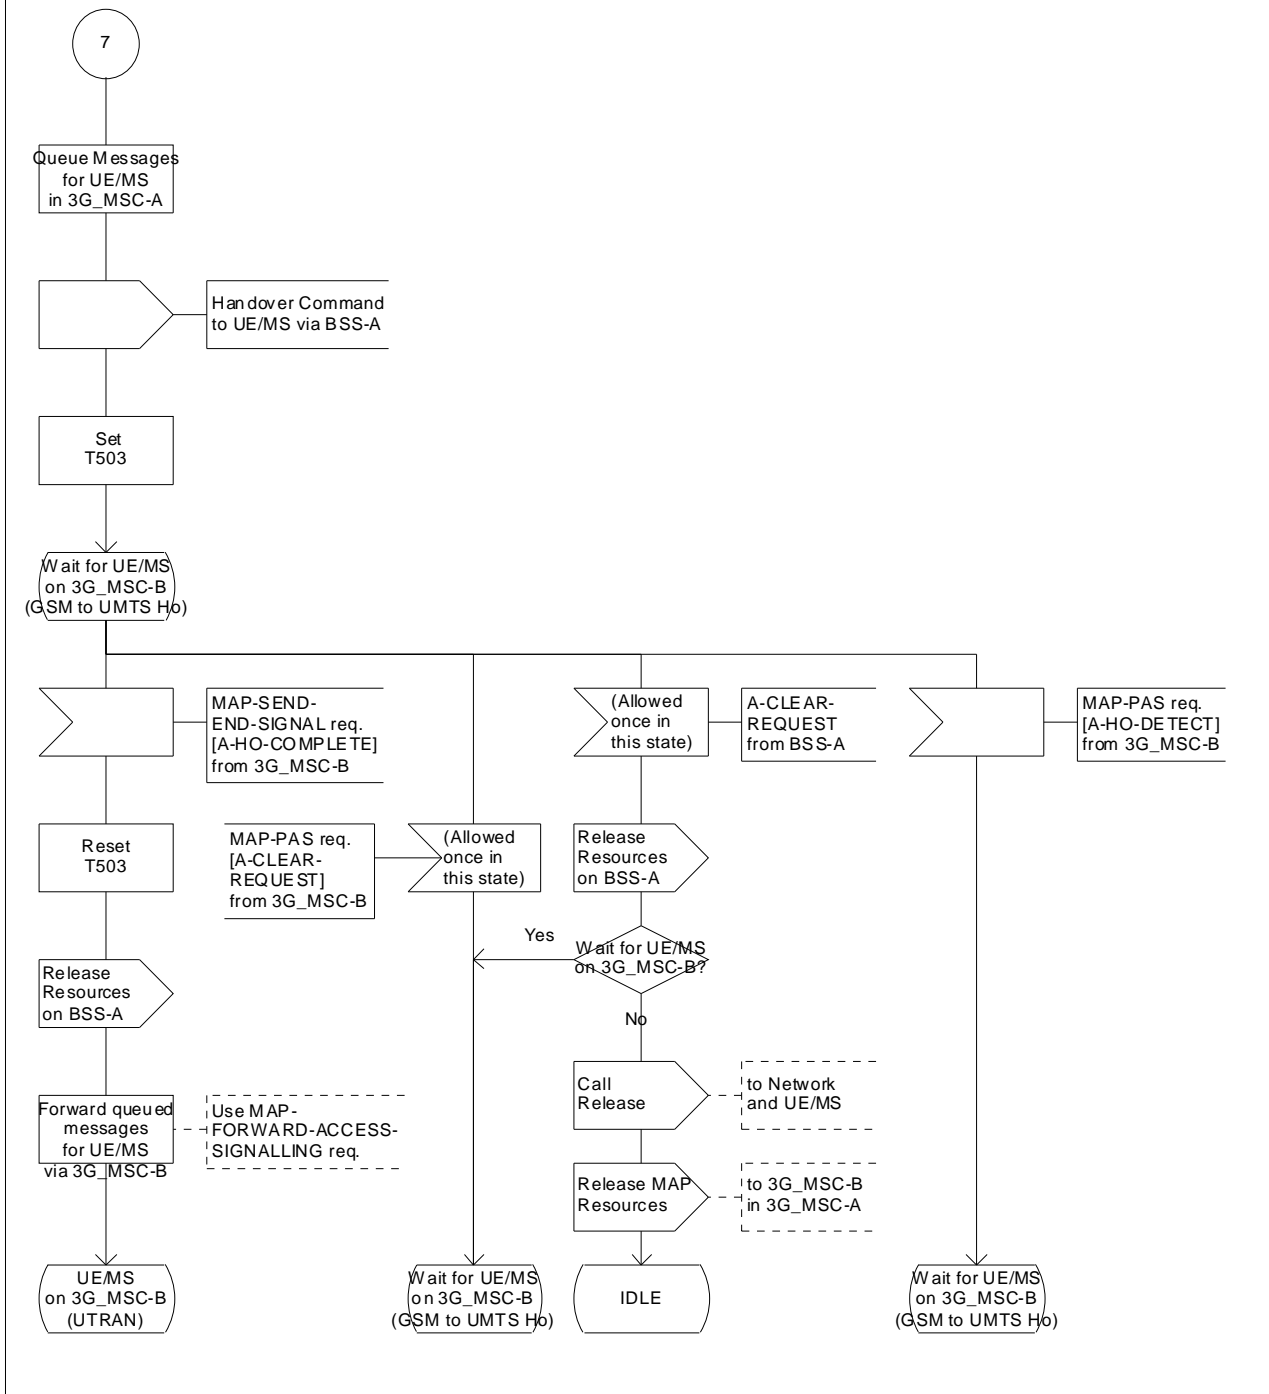 7
Queue Messages
for UE/MS
in 3G_MSC-A
Handover Command
to UE/MS via BSS-A
Set
T503
Wait for UE/MS
on 3G_MSC-B
(GSM to UMTS Ho)
MAP-SEND-
END-SIGNAL req.
[A-HO-COMPLETE]
from 3G_MSC-B
(Allowed
once in
this state)
A-CLEAR-
REQUEST
from BSS-A
MAP-PAS req.
[A-HO-DETECT]
from 3G_MSC-B
Reset
T503
MAP-PAS req.
[A-CLEAR-
REQUEST]
from 3G_MSC-B
(Allowed
once in
this state)
Release
Resources
on BSS-A
Yes
Wait for UE/MS
on 3G_MSC-B?
No
Release
Resources
on BSS-A
Call
Release
to Network
and UE/MS
Forward queued
messages
for UE/MS
via 3G_MSC-B
Use MAP-
FORWARD-ACCESS-
SIGNALLING req.
Release MAP
Resources
to 3G_MSC-B
in 3G_MSC-A
UE/MS
on 3G_MSC-B
(UTRAN)
Wait for UE/MS
on 3G_MSC-B
(GSM to UMTS Ho)
IDLE
Wait for UE/MS
on 3G_MSC-B
(GSM to UMTS Ho)